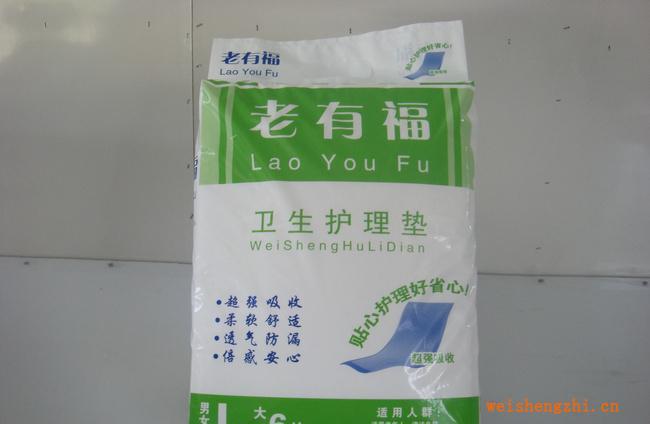 老有福
Lao You Fu
贴心护理好省心!
老有福
Lao You Fu
卫生护理垫
WeiShengHuLiDian
• 超强吸收
• 柔软舒适
• 透气防漏
• 倍感安心
贴心护理好省心!
超强吸收
男女
L
大
6片
适用人群:
weishengzhi.cn